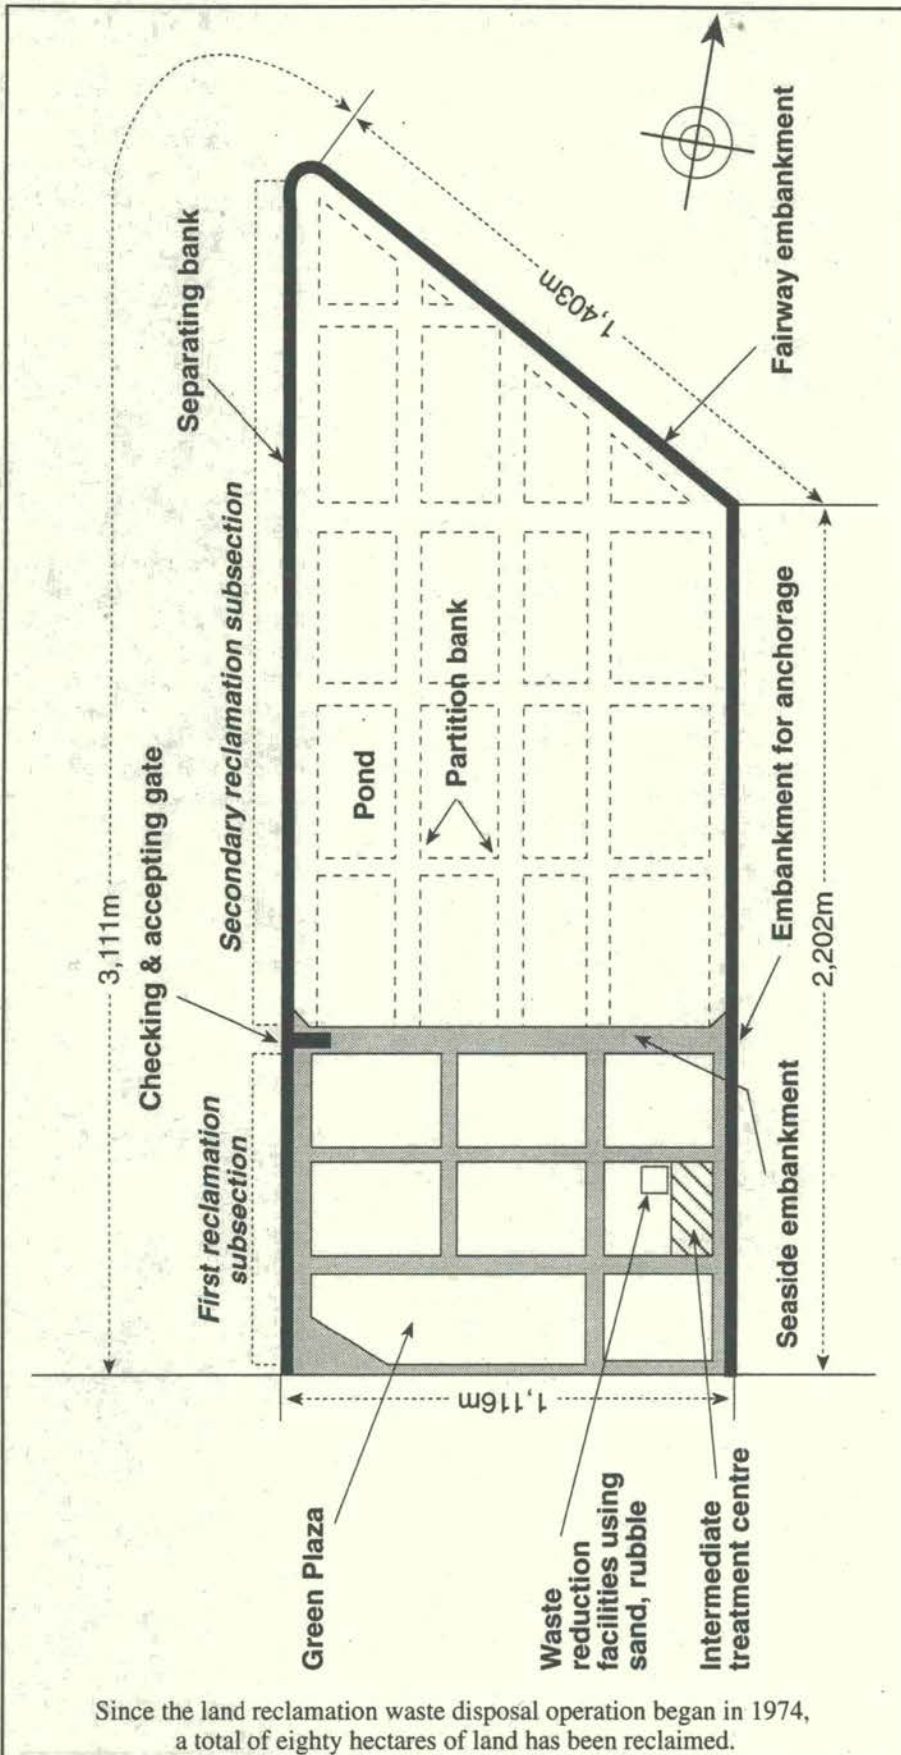 3,111m
Separating bank
1,403m
Fairway embankment
Secondary reclamation subsection
Checking & accepting gate
Partition bank
Pond
Embankment for anchorage
2,202m
First reclamation
subsection
Seaside embankment
1,116m
Green Plaza
Waste
reduction
facilities using
sand, rubble
Intermediate
treatment centre
Since the land reclamation waste disposal operation began in 1974,
a total of eighty hectares of land has been reclaimed.